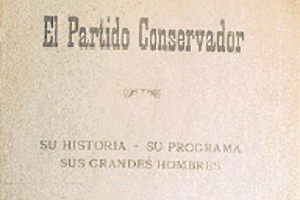 El Partido Conservador
SU HISTORIA - SU PROGRAMA
SUS GRANDES HOMBRES